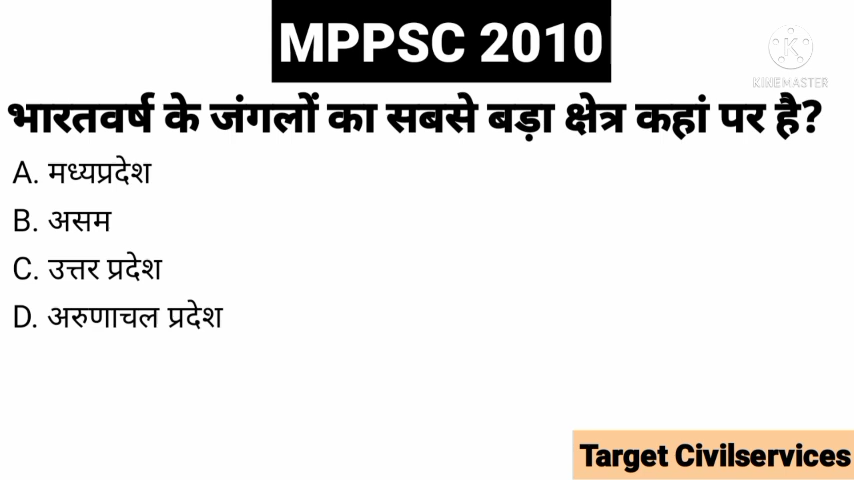 MPPSC 2010
KINEMASTER
भारतवर्ष के जंगलों का सबसे बड़ा क्षेत्र कहां पर है?
A. मध्यप्रदेश
B. असम
C. उत्तर प्रदेश
D. अरुणाचल प्रदेश
Target Civilservices